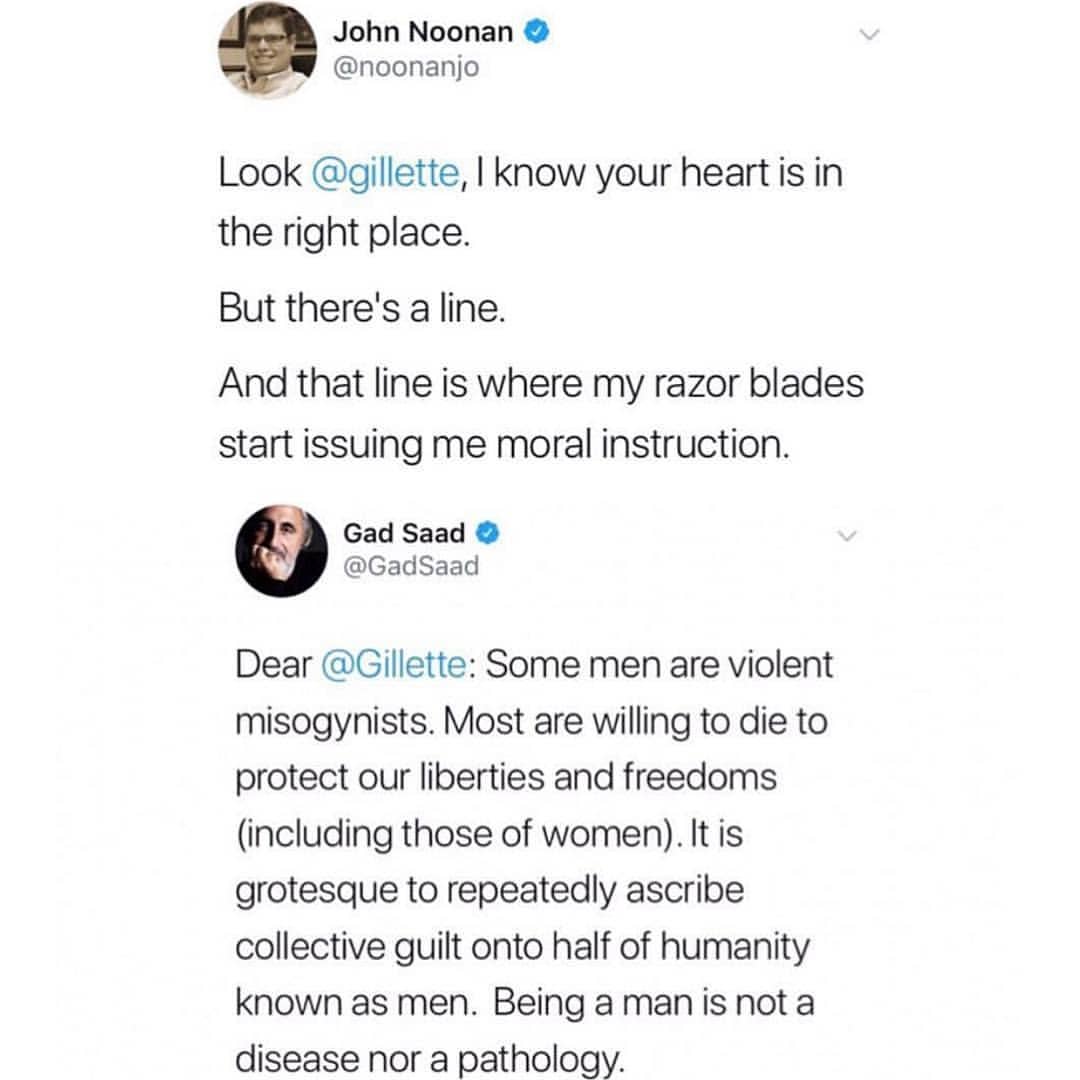 John Noonan
@noonanjo
Look @gillette, I know your heart is in
the right place.
But there's a line.
And that line is where my razor blades
start issuing me moral instruction.
Gad Saad
@GadSaad
Dear @Gillette: Some men are violent
misogynists. Most are willing to die to
protect our liberties and freedoms
(including those of women). It is
grotesque to repeatedly ascribe
collective guilt onto half of humanity
known as men. Being a man is not a
disease nor a pathology.